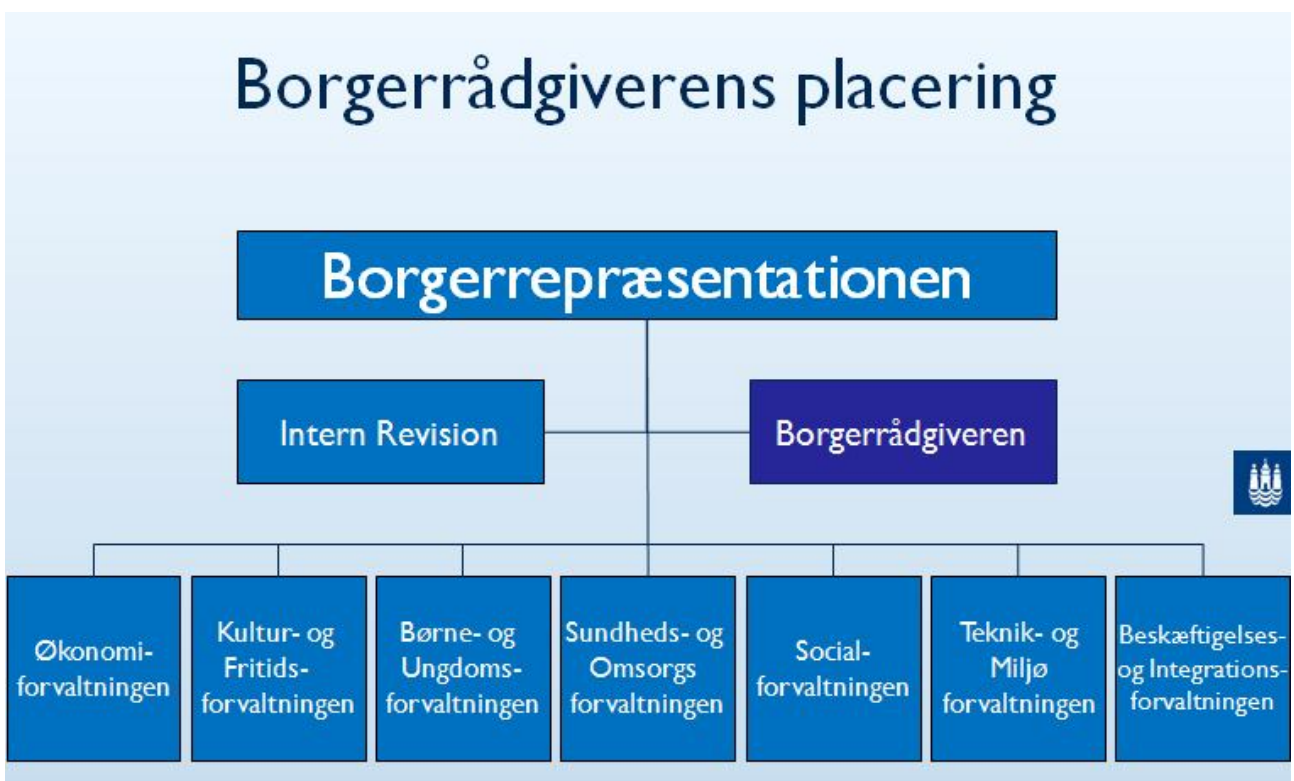 Borgerrådgiverens placering
Borgerrepræsentationen
Intern Revision
Borgerrådgiveren
Økonomi-
forvaltningen
Kultur- og
Fritids-
forvaltningen
Børne- og
Ungdoms-
forvaltningen
Sundheds- og
Omsorgs
forvaltningen
Social-
forvaltningen
Teknik- og
Miljø
forvaltningen
Beskæftigelses-
og Integrations-
forvaltningen